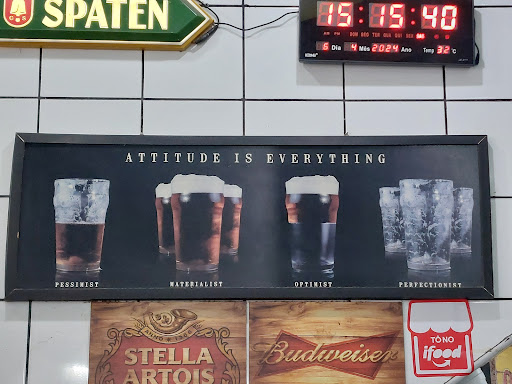 SPATEN
15:15 40
6 Dia 4 Mês 2024 Ano Temp 32 °C
ATTITUDE IS EVERYTHING
PESSIMIST MATERIALIST OPTIMIST PERFECTIONIST
STELLA
ARTOIS
Budweiser
TÔ NO
ifood